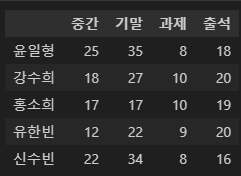 중간 기말 과제 출석
윤일형 25 35 8 18
강수희 18 27 10 20
홍소희 17 17 10 19
유한빈 12 22 9 20
신수빈 22 34 8 16